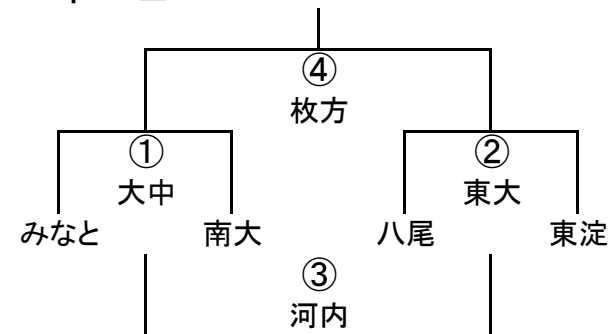 ④
枚方
① ②
大中 東大
みなと 南大 八尾 東淀
③
河内